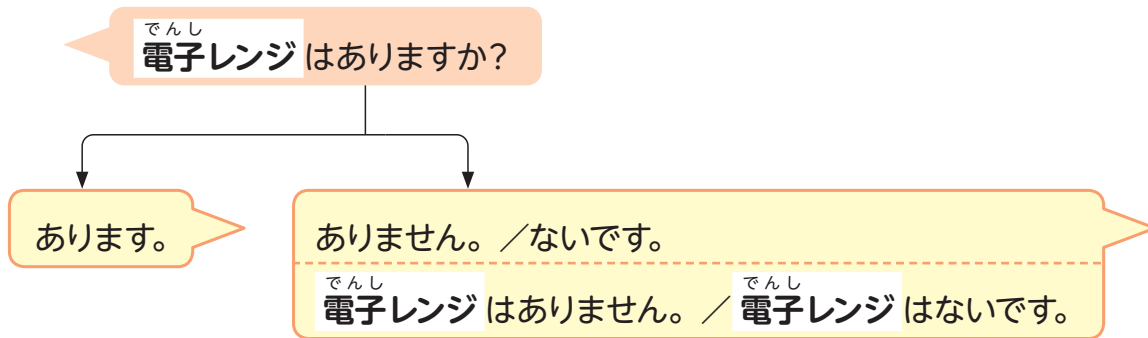 でんし
電子レンジはありますか?
あります。
ありません。／ないです。
でんし でんし
電子レンジはありません。／電子レンジはないです。